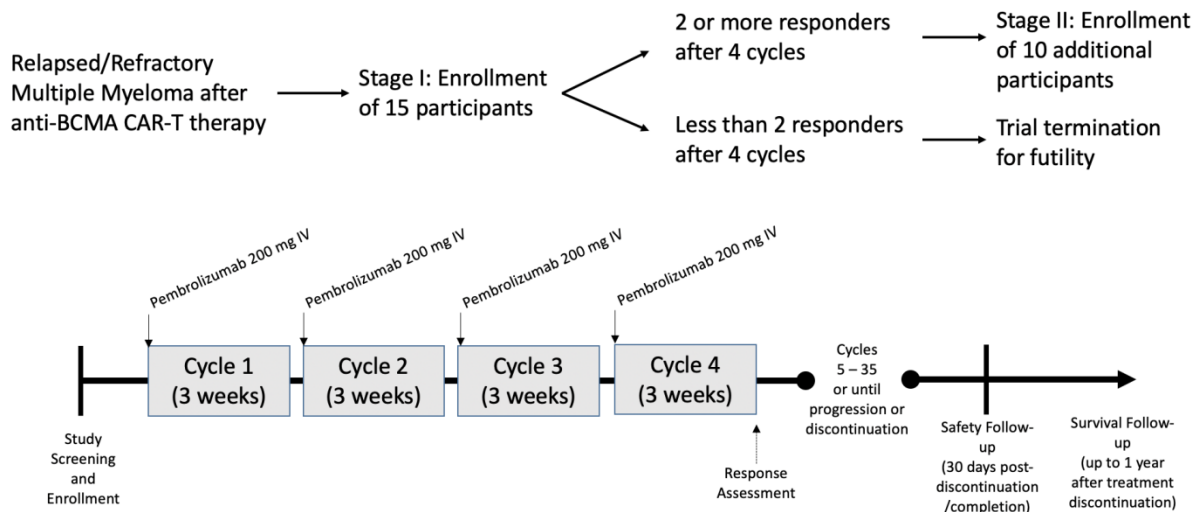 Relapsed/Refractory
Multiple Myeloma after
anti-BCMA CAR-T therapy
Stage I: Enrollment
of 15 participants
2 or more responders
after 4 cycles
Stage II: Enrollment
of 10 additional
participants
Less than 2 responders
after 4 cycles
Trial termination
for futility
Pembrolizumab 200 mg IV
Pembrolizumab 200 mg IV
Pembrolizumab 200 mg IV
Pembrolizumab 200 mg IV
Cycle 1
(3 weeks)
Cycle 2
(3 weeks)
Cycle 3
(3 weeks)
Cycle 4
(3 weeks)
Cycles
5 – 35
or until
progression or
discontinuation
Study
Screening
and
Enrollment
Response
Assessment
Safety Follow-
up
(30 days post-
discontinuation
/completion)
Survival Follow-
up
(up to 1 year
after treatment
discontinuation)